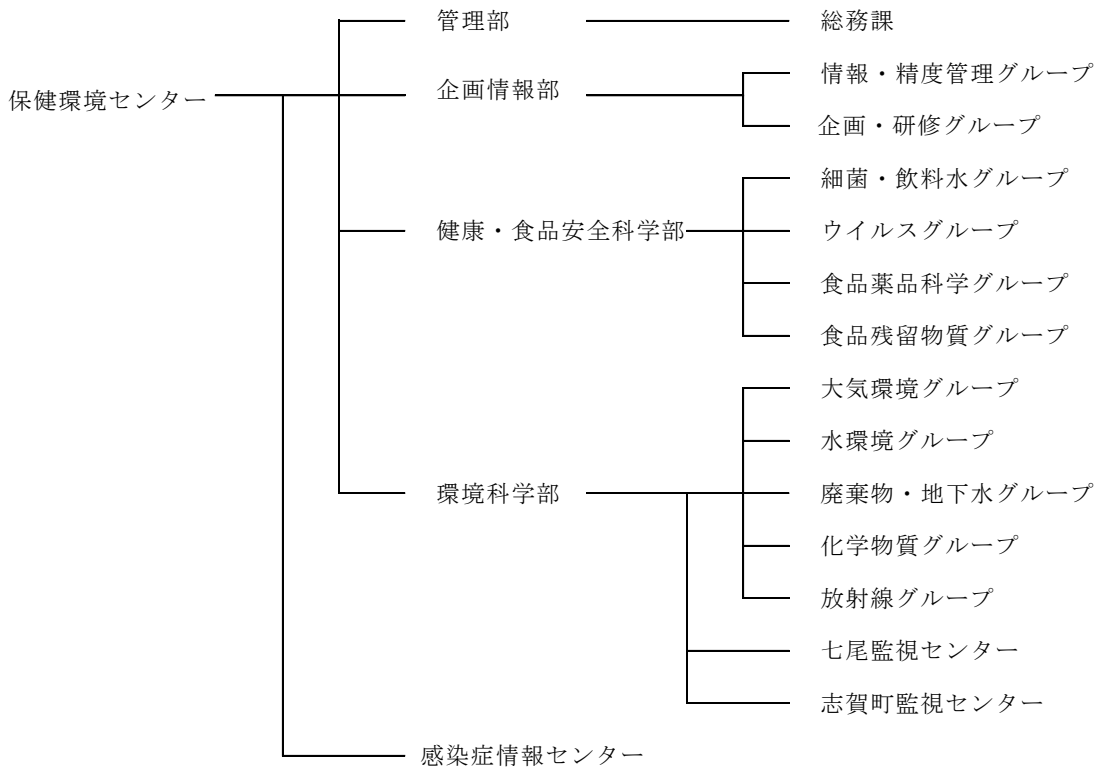 管理部
総務課
保健環境センター
企画情報部
情報・精度管理グループ
企画・研修グループ
健康・食品安全科学部
細菌・飲料水グループ
ウイルスグループ
食品薬品科学グループ
食品残留物質グループ
環境科学部
大気環境グループ
水環境グループ
廃棄物・地下水グループ
化学物質グループ
放射線グループ
七尾監視センター
志賀町監視センター
感染症情報センター